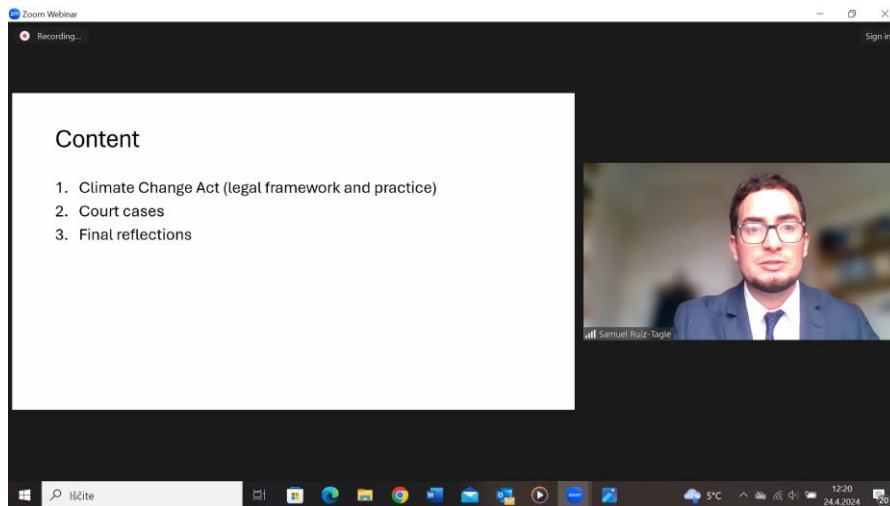 Zoom Webinar
Recording...
Sign in
Content
1. Climate Change Act (legal framework and practice)
2. Court cases
3. Final reflections
Samuel Ruiz-Tagle
Iščite
5°C
12:20
24.4.2024
20